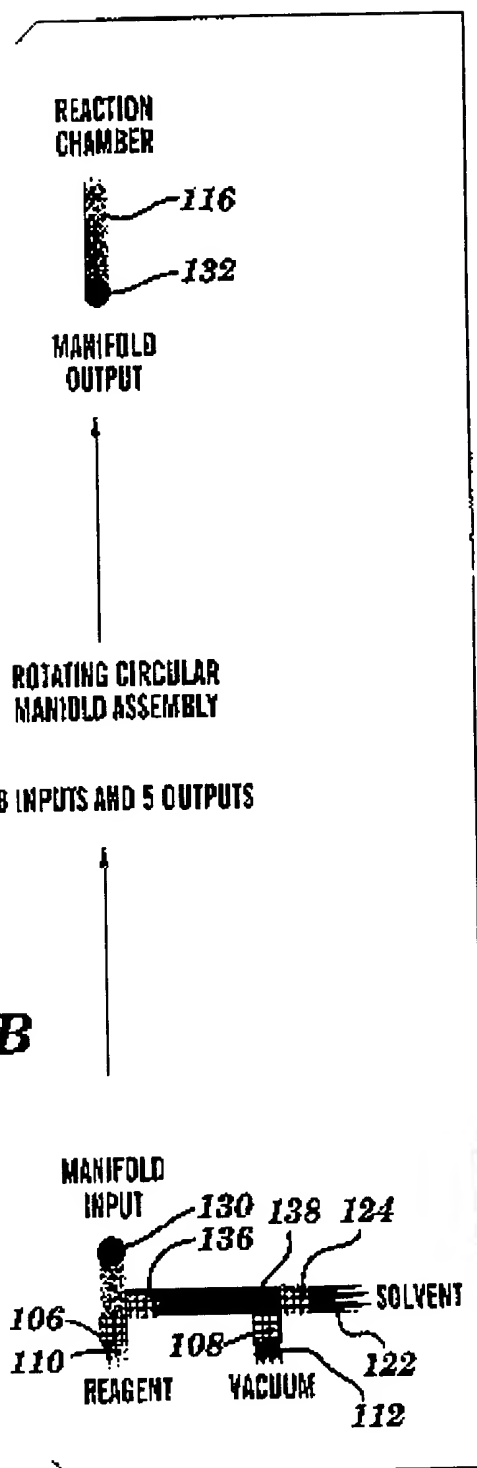 REACTION
CHAMBER
116
132
MANIFOLD
OUTPUT
ROTATING CIRCULAR
MANIOLD ASSEMBLY
8 INPUTS AND 5 OUTPUTS
B
MANIFOLD
INPUT
130
138
124
136
SOLVENT
106
108
122
110
REAGENT
VACUUM
112